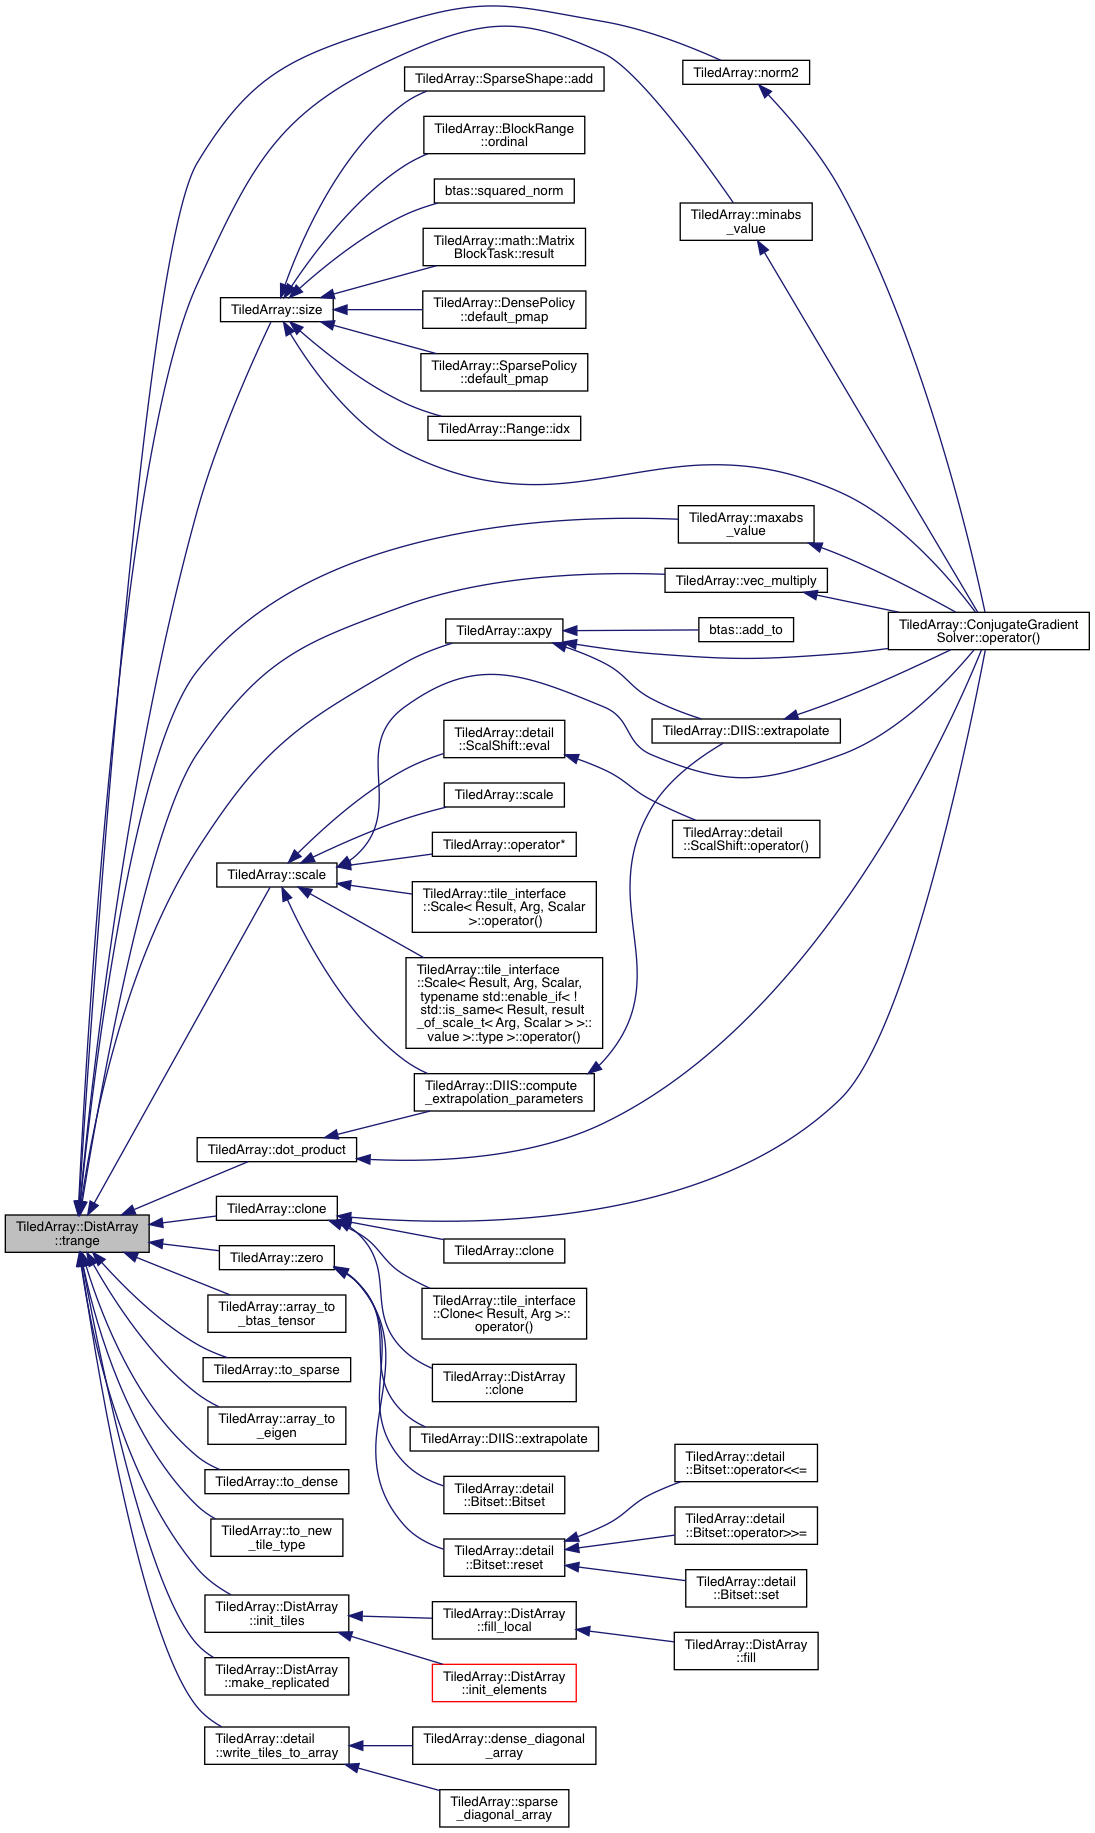 TiledArray::norm2
TiledArray::SparseShape::add
TiledArray::BlockRange
::ordinal
btas::squared_norm
TiledArray::minabs
_value
TiledArray::math::Matrix
BlockTask::result
TiledArray::size
TiledArray::DensePolicy
::default_pmap
TiledArray::SparsePolicy
::default_pmap
TiledArray::Range::idx
TiledArray::maxabs
_value
TiledArray::vec_multiply
TiledArray::axpy
btas::add_to
TiledArray::ConjugateGradient
Solver::operator()
TiledArray::DIIS::extrapolate
TiledArray::detail
::ScalShift::eval
TiledArray::scale
TiledArray::detail
::ScalShift::operator()
TiledArray::operator*
TiledArray::scale
TiledArray::tile_interface
::Scale< Result, Arg, Scalar
>::operator()
TiledArray::tile_interface
::Scale< Result, Arg, Scalar,
typename std::enable_if< !
std::is_same< Result, result
_of_scale_t< Arg, Scalar > >::
value >::type >::operator()
TiledArray::DIIS::compute
_extrapolation_parameters
TiledArray::dot_product
TiledArray::clone
TiledArray::DistArray
::trange
TiledArray::zero
TiledArray::clone
TiledArray::array_to
_btas_tensor
TiledArray::tile_interface
::Clone< Result, Arg >::
operator()
TiledArray::to_sparse
TiledArray::DistArray
::clone
TiledArray::array_to
_eigen
TiledArray::DIIS::extrapolate
TiledArray::to_dense
TiledArray::detail
::Bitset::Bitset
TiledArray::detail
::Bitset::operator<<=
TiledArray::to_new
_tile_type
TiledArray::detail
::Bitset::operator>>=
TiledArray::detail
::Bitset::reset
TiledArray::detail
::Bitset::set
TiledArray::DistArray
::init_tiles
TiledArray::DistArray
::fill_local
TiledArray::DistArray
::fill
TiledArray::DistArray
::make_replicated
TiledArray::DistArray
::init_elements
TiledArray::detail
::write_tiles_to_array
TiledArray::dense_diagonal
_array
TiledArray::sparse
_diagonal_array